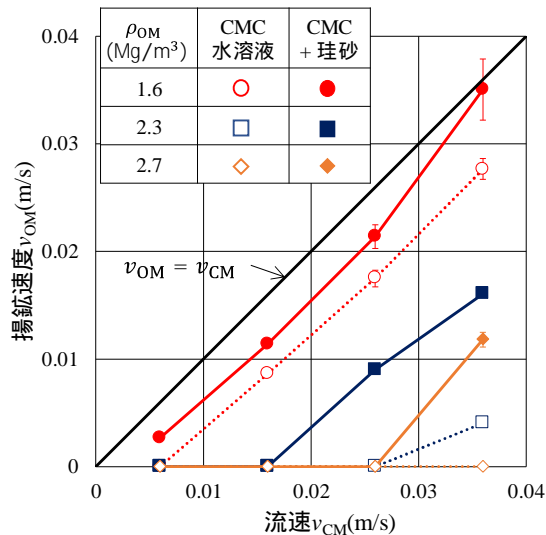 0.04
0.03
0.02
0.01
0
揚鉱速度vOM(m/s)
ρOM
(Mg/m³)
CMC
水溶液
CMC
+ 珪砂
1.6
2.3
2.7
vOM = vCM
0
0.01
0.02
0.03
0.04
流速vCM(m/s)